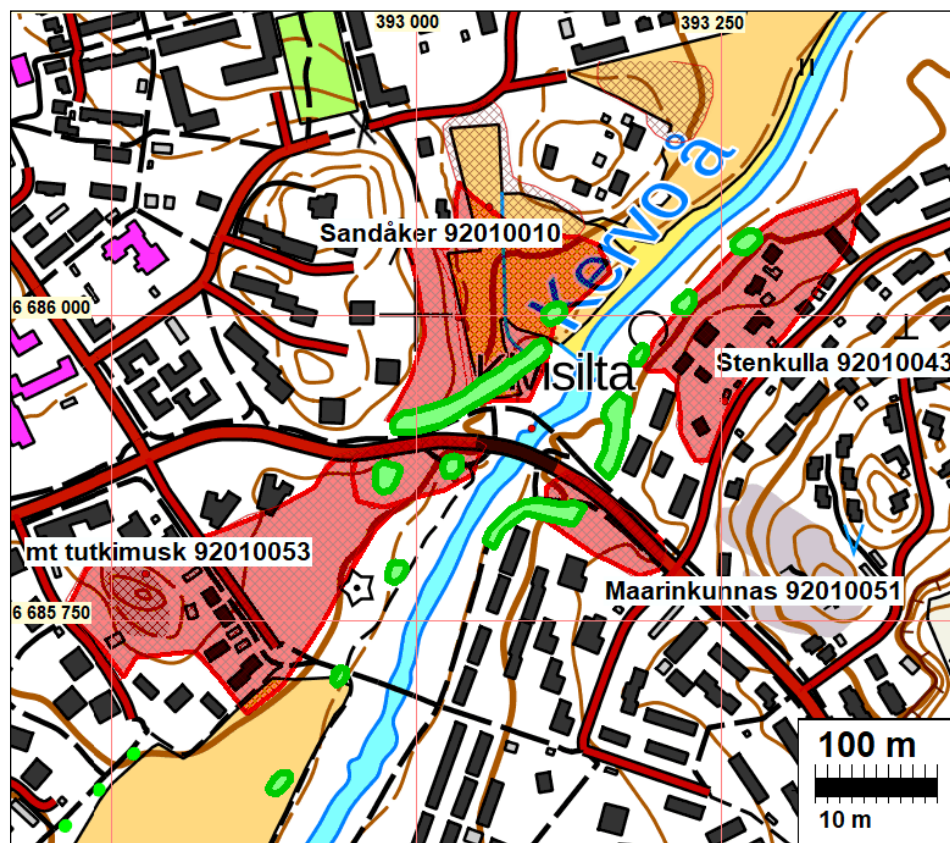 393 000
393 250
Kervo å
Sandåker 92010010
6 686 000
Kivisilta
Stenkulla 92010043
mt tutkimusk 92010053
Maarinkunnas 92010051
6 685 750
100 m
10 m